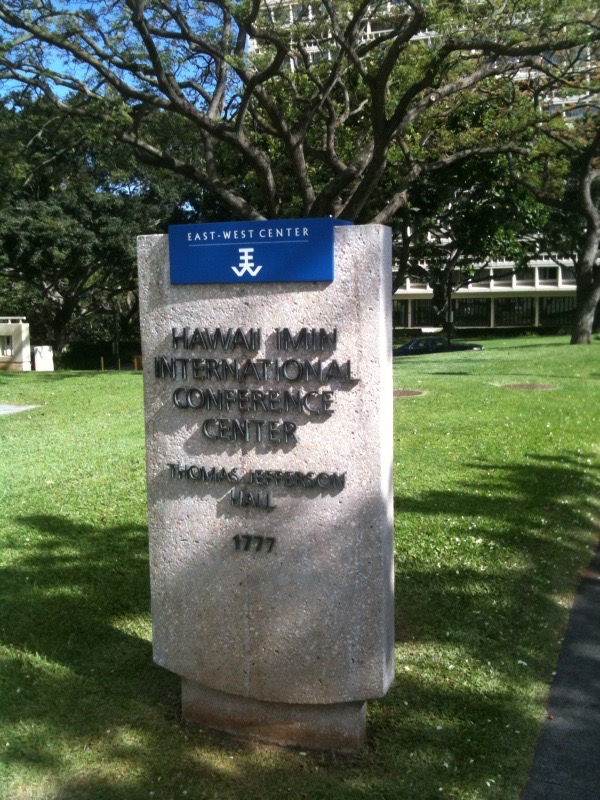 EAST-WEST CENTER
HAWAII IMIN
INTERNATIONAL
CONFERENCE
CENTER
THOMAS JEFFERSON
HALL
1777